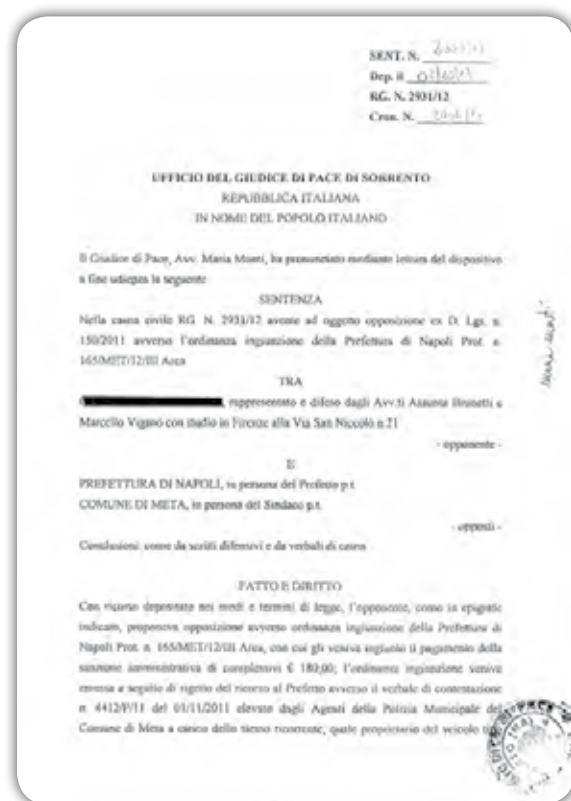 SENT. N.
Dep. il
RG. N. 2931/12
Cron. N.
UFFICIO DEL GIUDICE DI PACE DI SORRENTO
REPUBBLICA ITALIANA
IN NOME DEL POPOLO ITALIANO
Il Giudice di Pace, Avv. Maria Monti, ha pronunciato mediante lettura del dispositivo
a fine udienza la seguente
SENTENZA
Nella causa civile RG. N. 2931/12 avente ad oggetto opposizione ex D. Lgs. n.
150/2011 avverso l'ordinanza ingiunzione della Prefettura di Napoli Prot. n.
165/MET/12/III Area
TRA
, rappresentato e difeso dagli Avv.ti Assunta Brunetti e
Marcello Viganò con studio in Firenze alla Via San Niccolò n.21
- opponente -
E
PREFETTURA DI NAPOLI, in persona del Prefetto p.t.
COMUNE DI META, in persona del Sindaco p.t.
- opposti -
Conclusioni: come da scritti difensivi e da verbali di causa
FATTO E DIRITTO
Con ricorso depositato nei modi e termini di legge, l'opponente, come in epigrafe
indicato, proponeva opposizione avverso ordinanza ingiunzione della Prefettura di
Napoli Prot. n. 165/MET/12/III Area, con cui gli veniva ingiunto il pagamento della
sanzione amministrativa di complessivi € 180,00; l'ordinanza ingiunzione veniva
emessa a seguito di rigetto del ricorso al Prefetto avverso il verbale di contestazione
n. 4412/P/11 del 01/11/2011 elevato dagli Agenti della Polizia Municipale del
Comune di Meta a carico dello stesso ricorrente, quale proprietario del veicolo